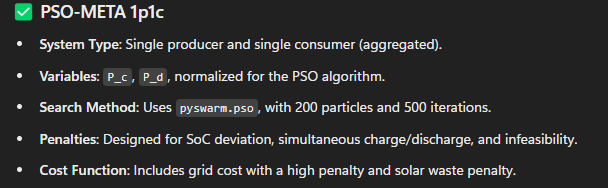 ✅ PSO-META 1p1c
• System Type: Single producer and single consumer (aggregated).
• Variables: P_c, P_d, normalized for the PSO algorithm.
• Search Method: Uses pyswarm.pso, with 200 particles and 500 iterations.
• Penalties: Designed for SoC deviation, simultaneous charge/discharge, and infeasibility.
• Cost Function: Includes grid cost with a high penalty and solar waste penalty.